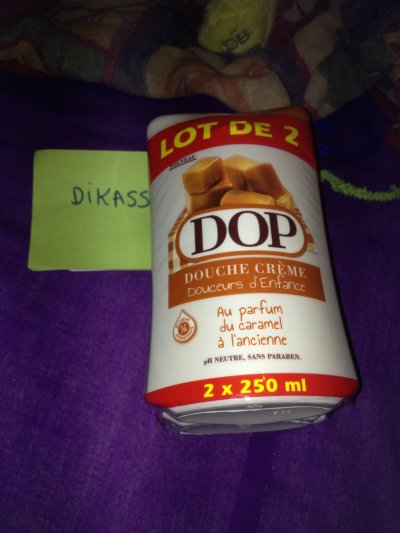 LOT DE 2
NOUVEAU
DIKASS
DOP
DOUCHE CRÈME
Douceurs d'Enfance
Au parfum
du caramel
à l'ancienne
pH NEUTRE, SANS PARABEN.
2 x 250 ml